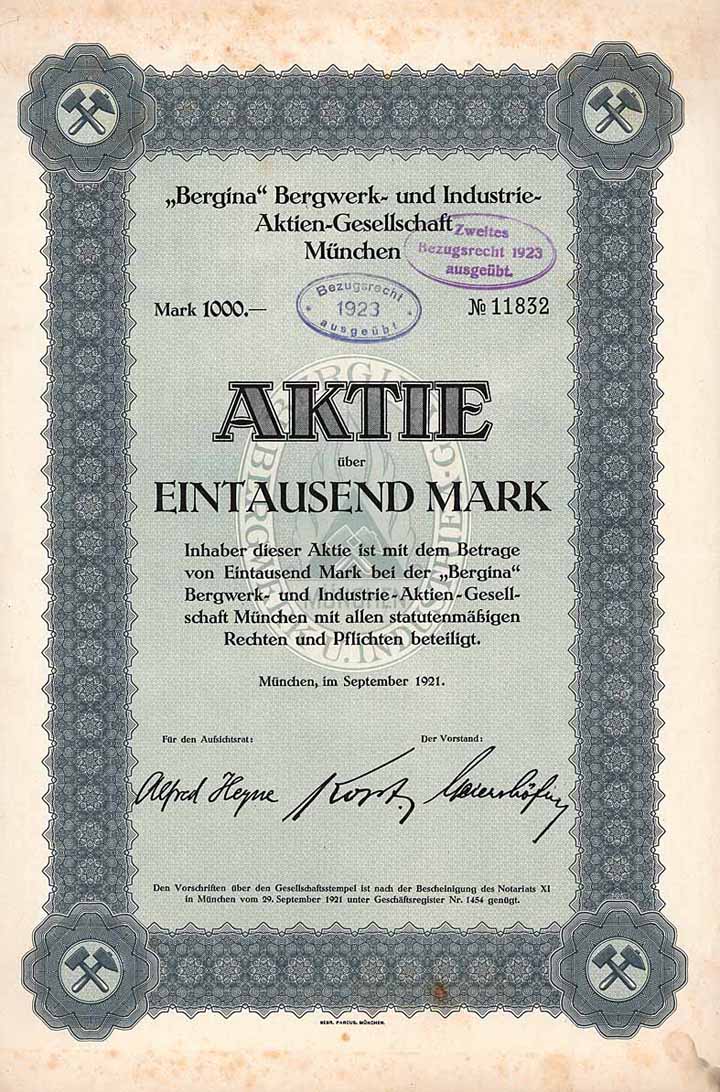 „Bergina“ Bergwerk- und Industrie-
Aktien-Gesellschaft
München
Zweites
Bezugsrecht 1923
ausgeübt.
Bezugsrecht
1923
ausgeübt
Mark 1000.—
№ 11832
AKTIE
über
EINTAUSEND MARK
Inhaber dieser Aktie ist mit dem Betrage
von Eintausend Mark bei der „Bergina“
Bergwerk- und Industrie-Aktien-Gesell-
schaft München mit allen statutenmäßigen
Rechten und Pflichten beteiligt.
München, im September 1921.
Für den Aufsichtsrat:
Der Vorstand:
Alfred Heyne
Den Vorschriften über den Gesellschaftsstempel ist nach der Bescheinigung des Notariats XI
in München vom 29. September 1921 unter Geschäftsregister Nr. 1454 genügt.
GEBR. PARCUS, MÜNCHEN.